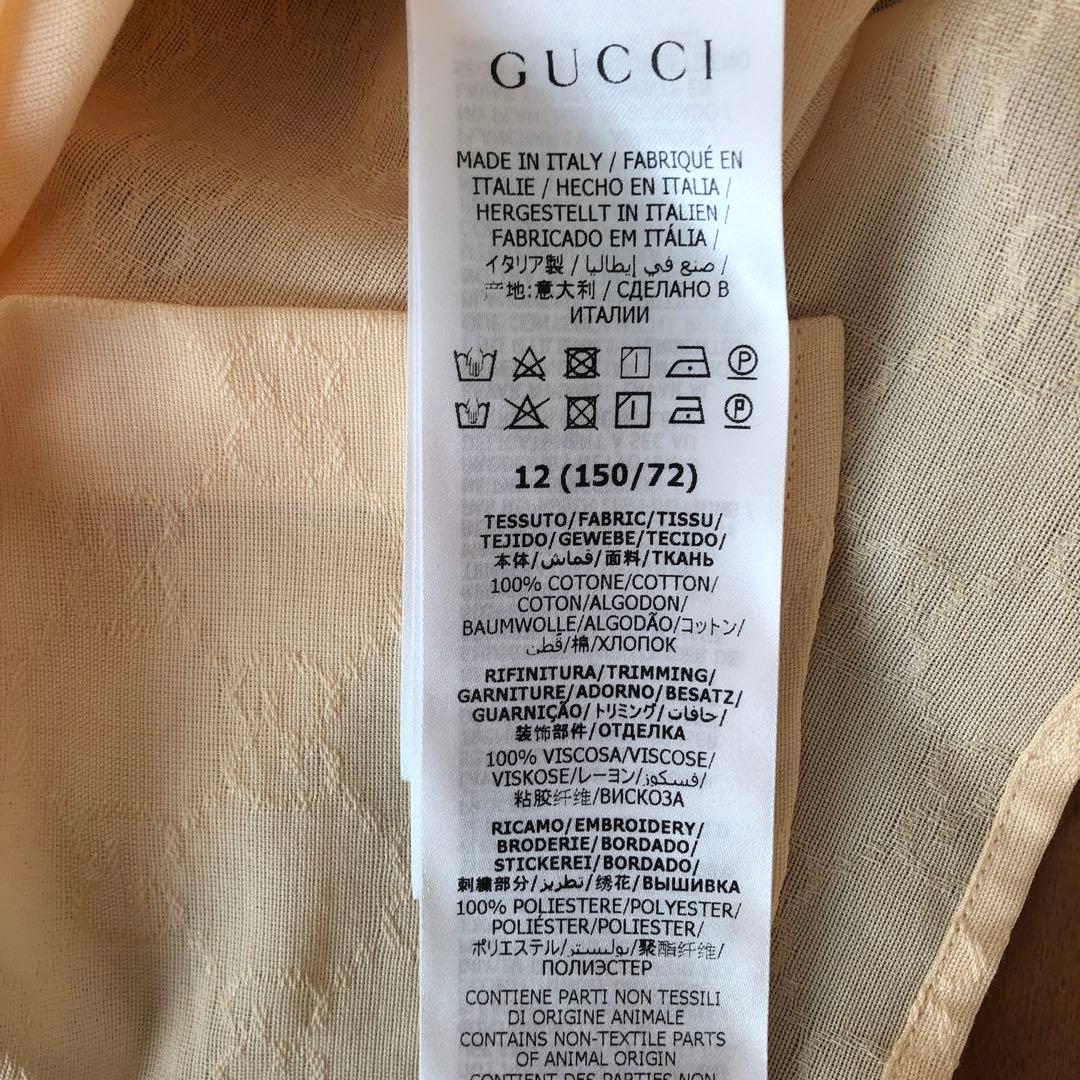 GUCCI
MADE IN ITALY / FABRIQUÉ EN
ITALIE / HECHO EN ITALIA /
HERGESTELLT IN ITALIEN /
FABRICADO EM ITÁLIA /
イタリア製 / صنع في إيطاليا /
产地:意大利 / СДЕЛАНО В
ИТАЛИИ
P
P
12 (150/72)
TESSUTO/FABRIC/TISSU/
TEJIDO/GEWEBE/TECIDO/
本体/قماش/面料/ТКАНЬ
100% COTONE/COTTON/
COTON/ALGODON/
BAUMWOLLE/ALGODÃO/コットン/
قطن/棉/ХЛОПОК
RIFINITURA/TRIMMING/
GARNITURE/ADORNO/BESATZ/
GUARNIÇÃO/トリミング/حافات/
装饰部件/ОТДЕЛКА
100% VISCOSA/VISCOSE/
VISKOSE/レーヨン/فسكوز/
粘胶纤维/ВИСКОЗА
RICAMO/EMBROIDERY/
BRODERIE/BORDADO/
STICKEREI/BORDADO/
刺繍部分/تطريز/绣花/ВЫШИВКА
100% POLIESTERE/POLYESTER/
POLIÉSTER/POLIESTER/
ポリエステル/بوليستر/聚酯纤维/
ПОЛИЭСТЕР
CONTIENE PARTI NON TESSILI
DI ORIGINE ANIMALE
CONTAINS NON-TEXTILE PARTS
OF ANIMAL ORIGIN
CONTIENT DES PARTIES NON